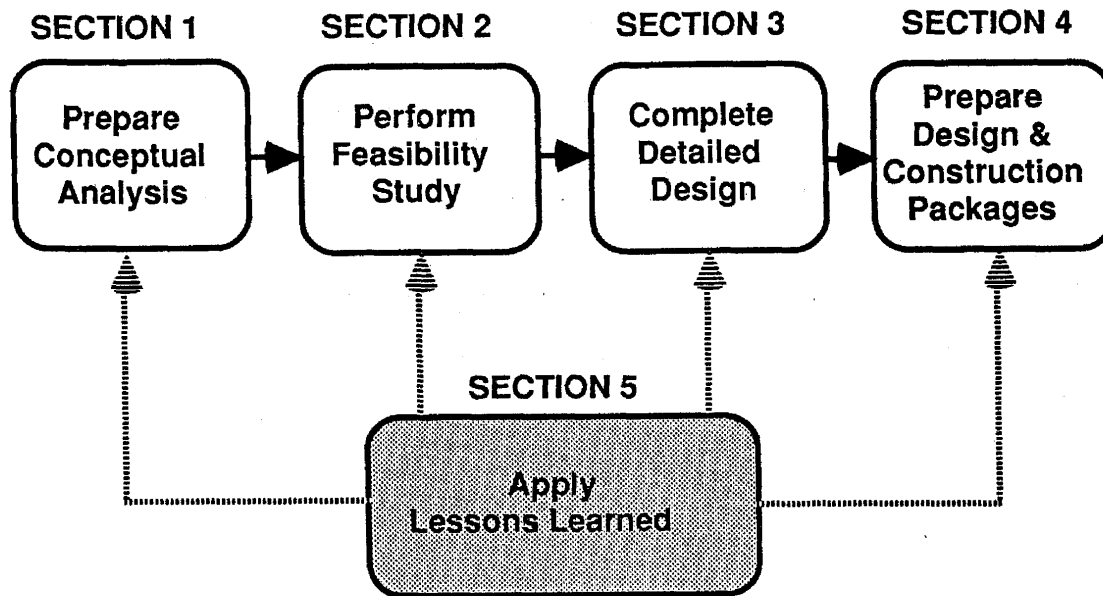 SECTION 1
Prepare
Conceptual
Analysis
SECTION 2
Perform
Feasibility
Study
SECTION 3
Complete
Detailed
Design
SECTION 4
Prepare
Design &
Construction
Packages
SECTION 5
Apply
Lessons Learned